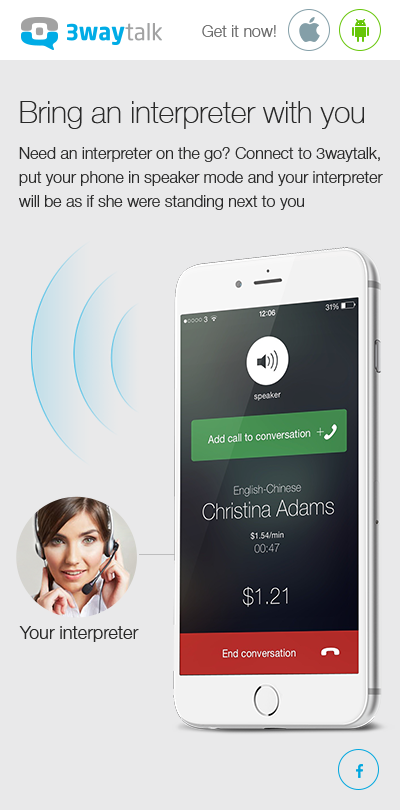 3waytalk
Get it now!
Bring an interpreter with you
Need an interpreter on the go? Connect to 3waytalk,
put your phone in speaker mode and your interpreter
will be as if she were standing next to you
3
12:06
31%
speaker
Add call to conversation +
English-Chinese
Christina Adams
$1.54/min
00:47
$1.21
End conversation
Your interpreter
f